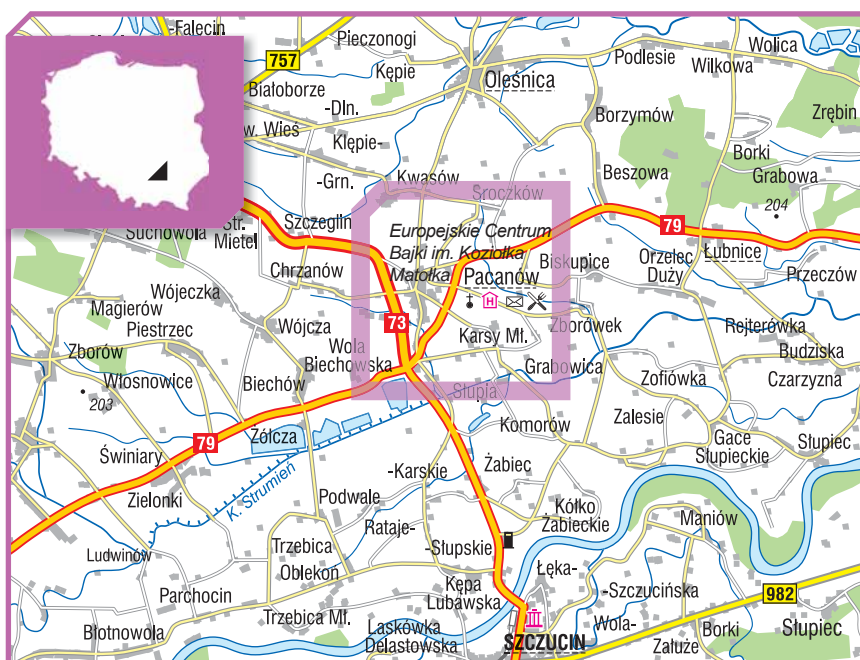 Falecin
757
Pleczonogi
Kępie
Oleśnica
Podlesie
Wolica
Wilkowa
Białoborze
-Dln.
w. Wieś
Klępie-
-Grn.
Borzymów
Zrębin
Kwasów
Sroczków
Beszowa
Borki
Grabowa
204
Suchowola
Str.
Mietel
Szczeglin
Europejskie Centrum
Bajki im. Koziołka
Matołka
79
Chrzanów
Pacanów
Biskupice
Orzelec
Duży
Łubnice
Przeczów
Wójeczka
Magierów
Piestrzec
Wójcza
73
H
Karsy Mł.
Zborówek
Rejterówka
Zborów
Wola
Biechowska
Budziska
Włosnowice
203
Biechów
Słupia
Grabowica
Zofiówka
Czarzyzna
Zalesie
79
Żółcza
Komorów
Gace
Słupieckie
Słupiec
Świniary
Zielonki
K. Strumień
-Karskie
Żabiec
Podwale
Kółko
Żabieckie
Maniów
Rataje-
-Słupskie
Ludwinów
Trzebica
Oblekoń
Łęka-
Parchocin
Kępa
Lubawska
-Szczucińska
982
Błotnowola
Trzebica Mł.
Laskówka
Delastowska
SZCZUCIN
Wola-
Załuże
Borki
Słupiec